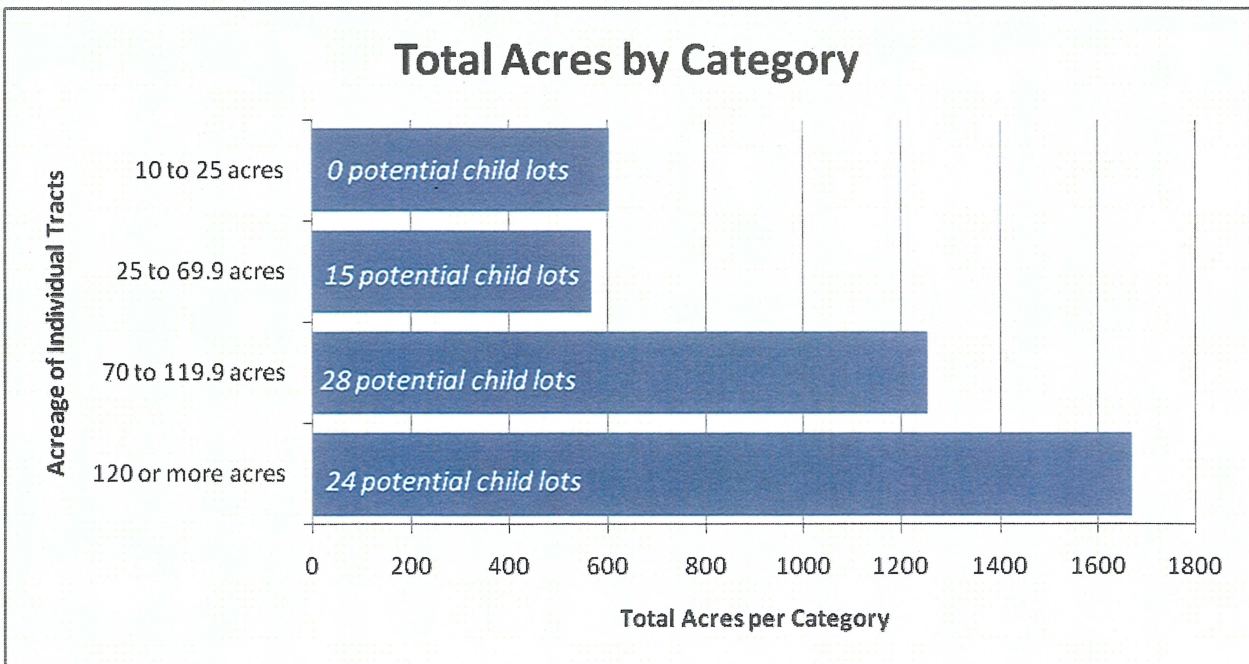 Total Acres by Category
Acreage of Individual Tracts
10 to 25 acres
0 potential child lots
25 to 69.9 acres
15 potential child lots
70 to 119.9 acres
28 potential child lots
120 or more acres
24 potential child lots
0 200 400 600 800 1000 1200 1400 1600 1800
Total Acres per Category